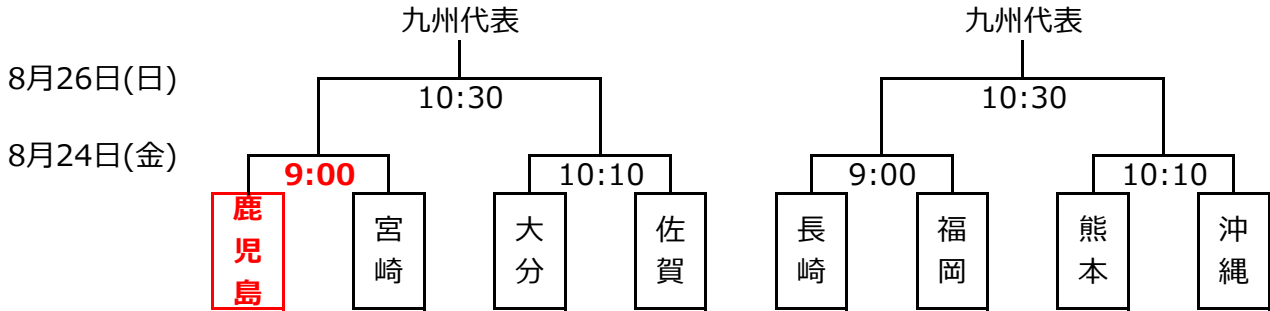 九州代表 九州代表
8月26日(日) 10:30 10:30
8月24日(金) 9:00 10:10 9:00 10:10
鹿児島 宮崎 大分 佐賀 長崎 福岡 熊本 沖縄